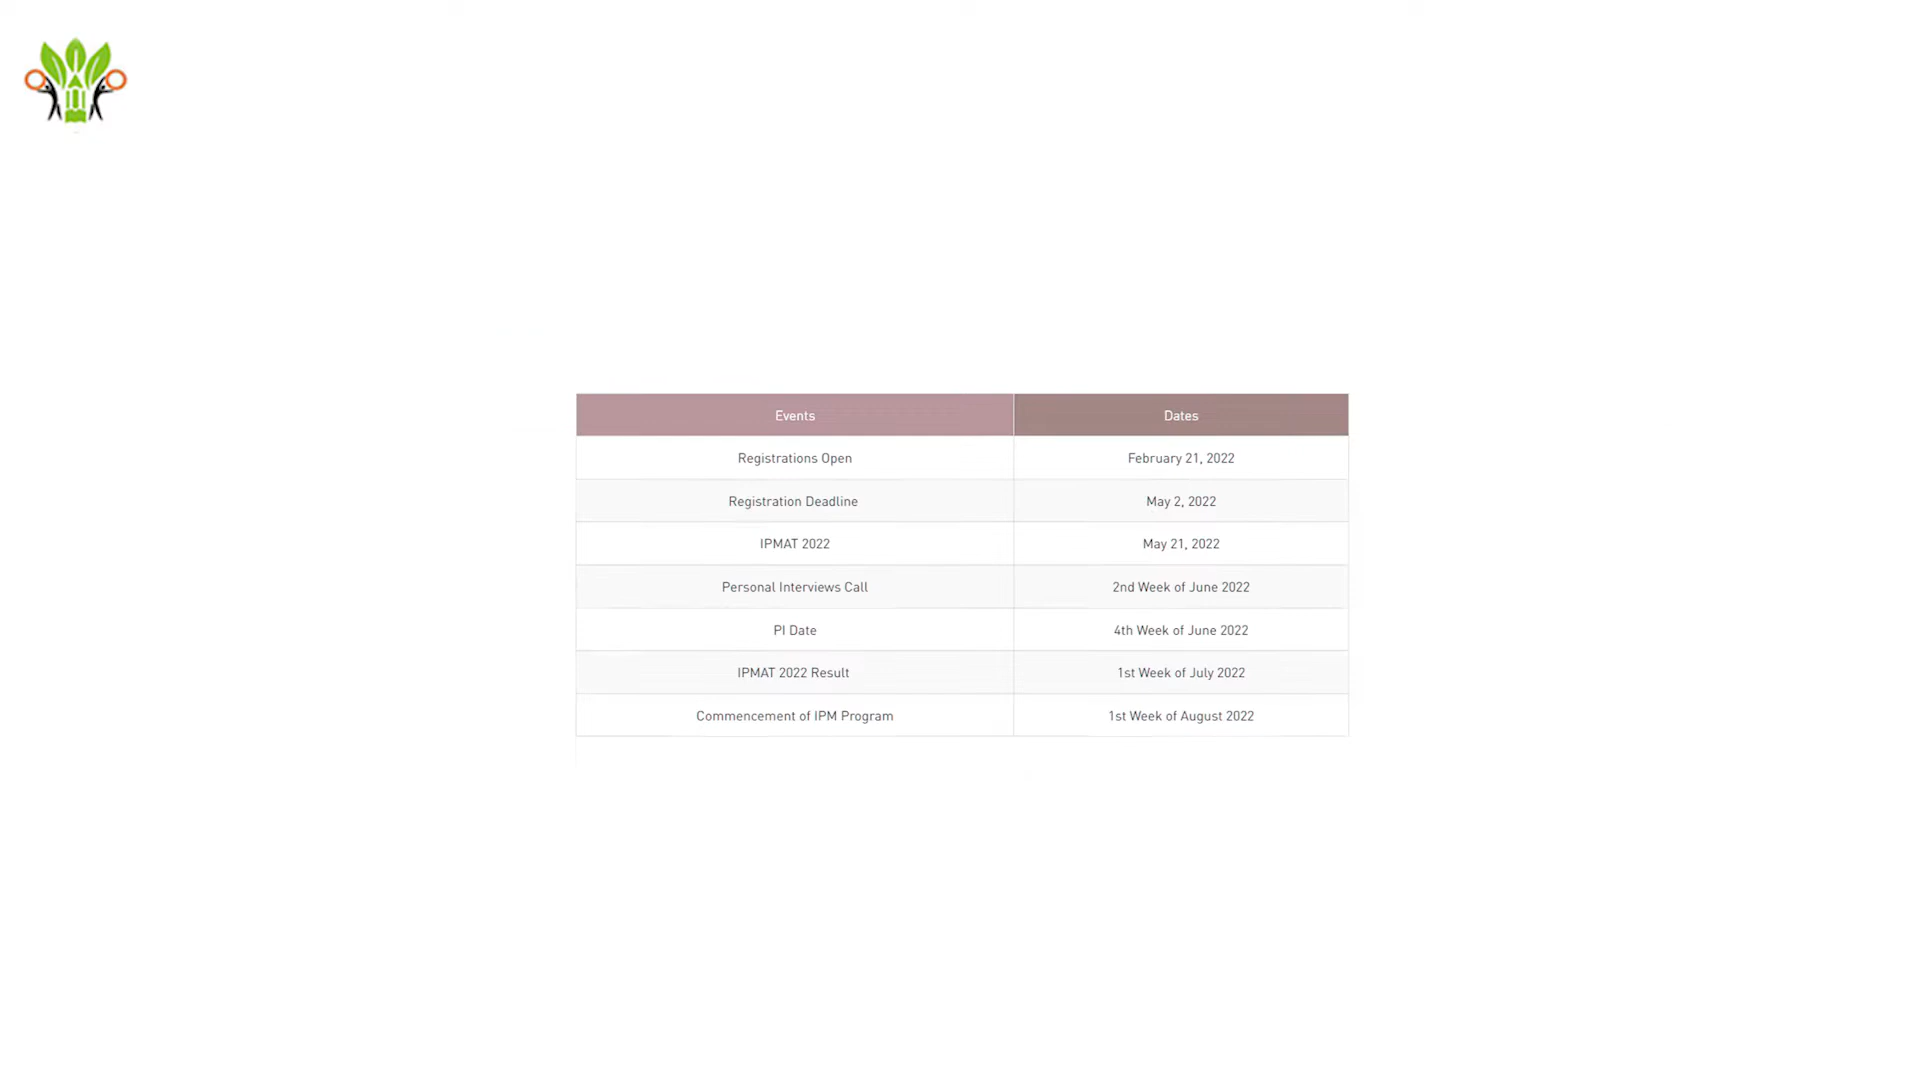 Events Dates
Registrations Open February 21, 2022
Registration Deadline May 2, 2022
IPMAT 2022 May 21, 2022
Personal Interviews Call 2nd Week of June 2022
PI Date 4th Week of June 2022
IPMAT 2022 Result 1st Week of July 2022
Commencement of IPM Program 1st Week of August 2022